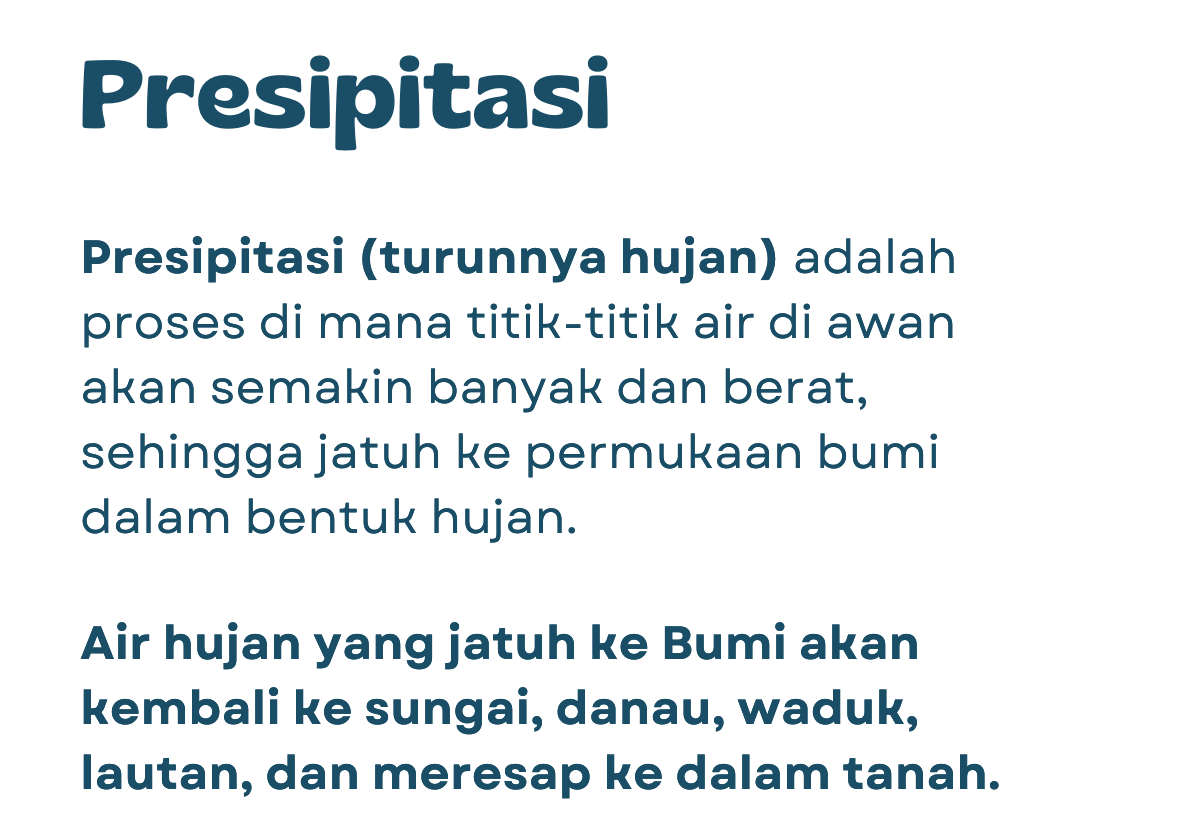 Presipitasi
Presipitasi (turunnya hujan) adalah
proses di mana titik-titik air di awan
akan semakin banyak dan berat,
sehingga jatuh ke permukaan bumi
dalam bentuk hujan.
Air hujan yang jatuh ke Bumi akan
kembali ke sungai, danau, waduk,
lautan, dan meresap ke dalam tanah.